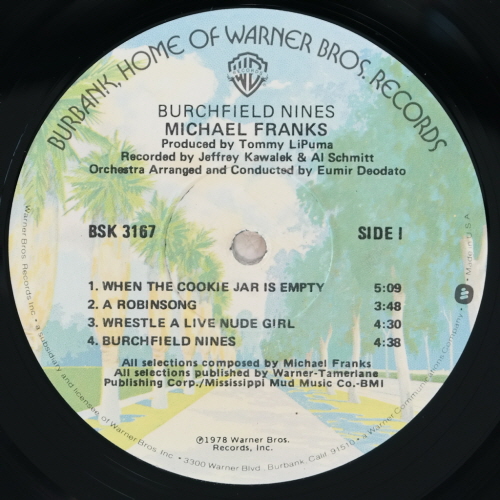 BURBANK, HOME OF WARNER BROS. RECORDS
BURCHFIELD NINES
MICHAEL FRANKS
Produced by Tommy LiPuma
Recorded by Jeffrey Kawalek & Al Schmitt
Orchestra Arranged and Conducted by Eumir Deodato
BSK 3167 SIDE I
1. WHEN THE COOKIE JAR IS EMPTY 5:09
2. A ROBINSONG 3:48
3. WRESTLE A LIVE NUDE GIRL 4:30
4. BURCHFIELD NINES 4:38
All selections composed by Michael Franks
All selections published by Warner-Tamerlane
Publishing Corp./Mississippi Mud Music Co.-BMI
℗1978 Warner Bros.
Records, Inc.
Warner Bros. Records Inc. • a subsidiary and licensee of Warner Bros. Inc. • 3300 Warner Blvd., Burbank, Calif. 91510 • a Warner Communications Company • Made in U.S.A.